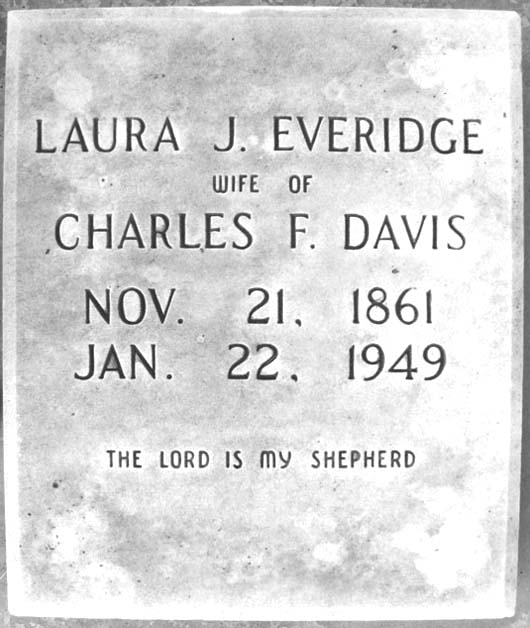 LAURA J. EVERIDGE
WIFE OF
CHARLES F. DAVIS
NOV. 21, 1861
JAN. 22, 1949
THE LORD IS MY SHEPHERD